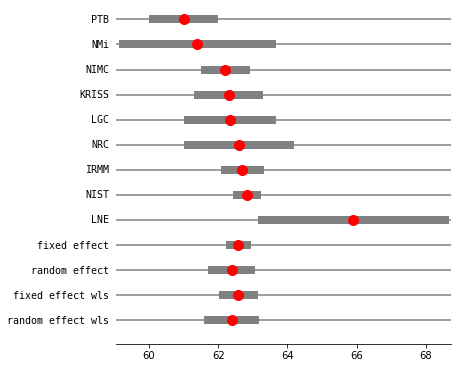 PTB
NMi
NIMC
KRISS
LGC
NRC
IRMM
NIST
LNE
fixed effect
random effect
fixed effect wls
random effect wls
60 62 64 66 68